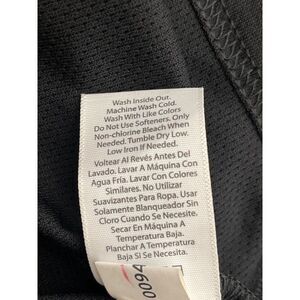 Wash Inside Out.
Machine Wash Cold.
Wash With Like Colors
Do Not Use Softeners. Only
Non-chlorine Bleach When
Needed. Tumble Dry Low.
Low Iron If Needed.
Voltear Al Revés Antes Del
Lavado. Lavar A Máquina Con
Agua Fría. Lavar Con Colores
Similares. No Utilizar
Suavizantes Para Ropa. Usar
Solamente Blanqueador Sin
Cloro Cuando Se Necesite.
Secar En Máquina A
Temperatura Baja.
Planchar A Temperatura
Baja Si Se Necesite.
0094